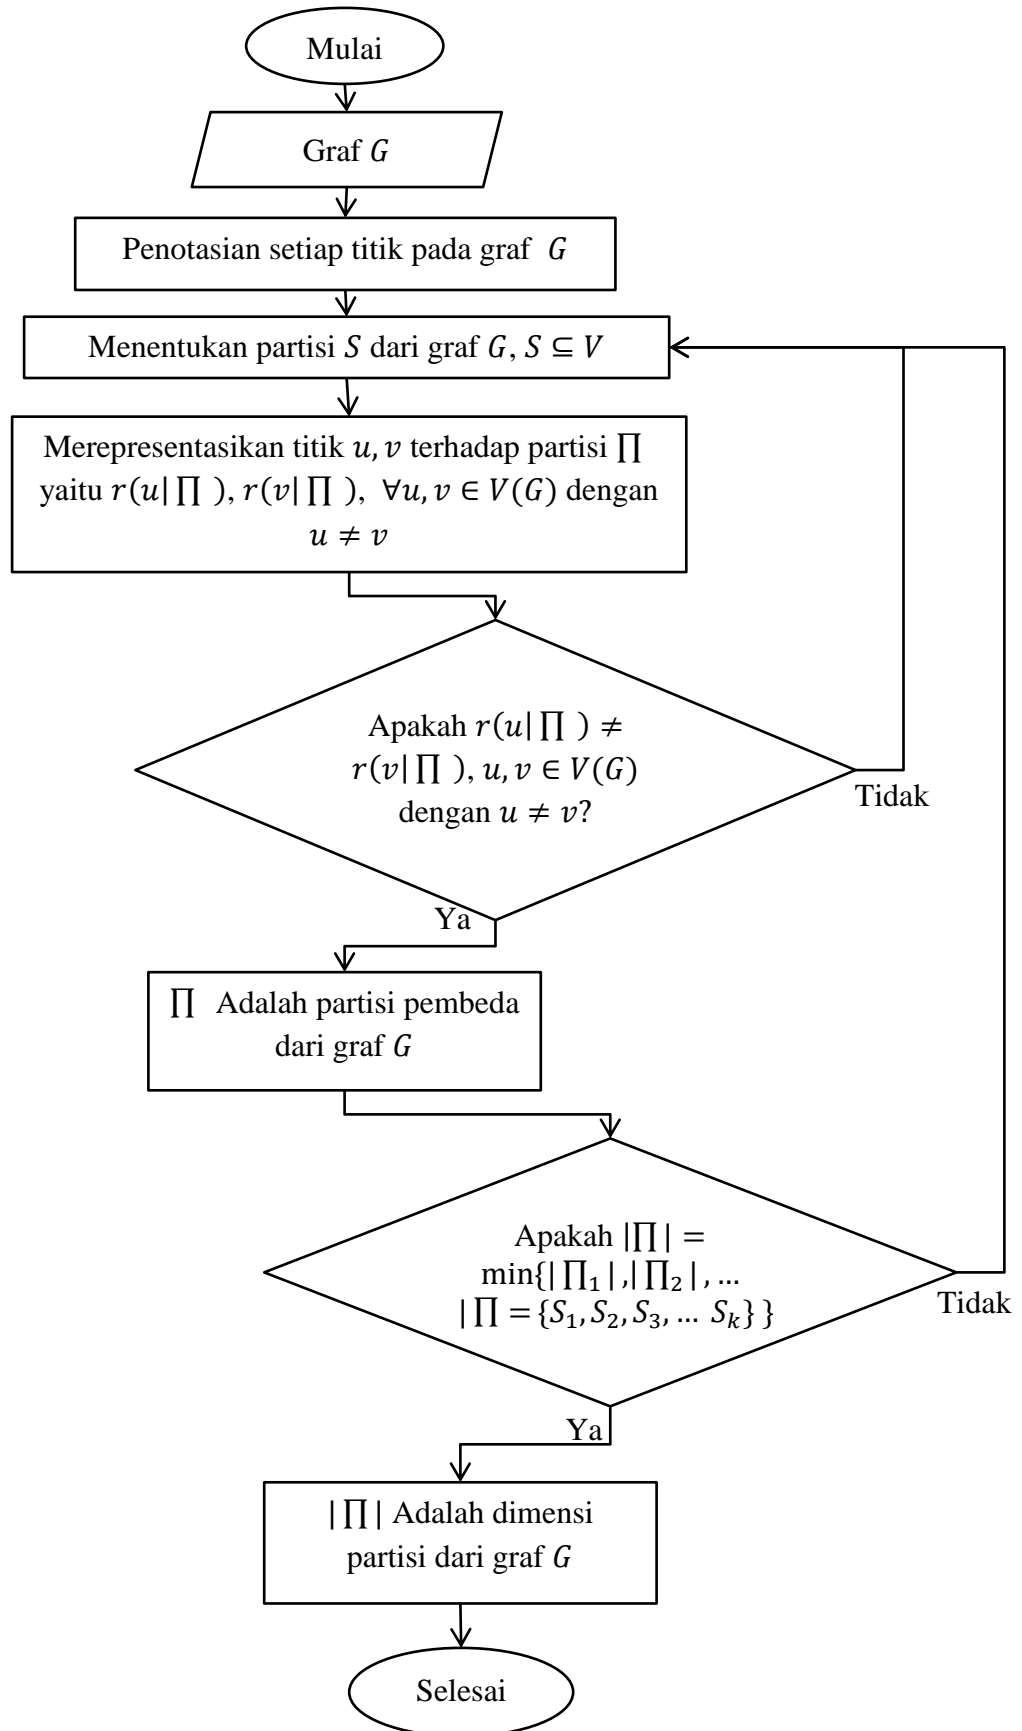 Mulai
Graf G
Penotasian setiap titik pada graf G
Menentukan partisi S dari graf G, S ⊆ V
Merepresentasikan titik u, v terhadap partisi ∏
yaitu r(u|∏ ), r(v|∏ ), ∀u, v ∈ V(G) dengan
u ≠ v
Apakah r(u|∏ ) ≠
r(v|∏ ), u, v ∈ V(G)
dengan u ≠ v?
Tidak
Ya
∏ Adalah partisi pembeda
dari graf G
Apakah |∏| =
min{|∏₁|,|∏₂|, …
|∏ = {S₁, S₂, S₃, … Sₖ} }
Tidak
Ya
|∏| Adalah dimensi
partisi dari graf G
Selesai